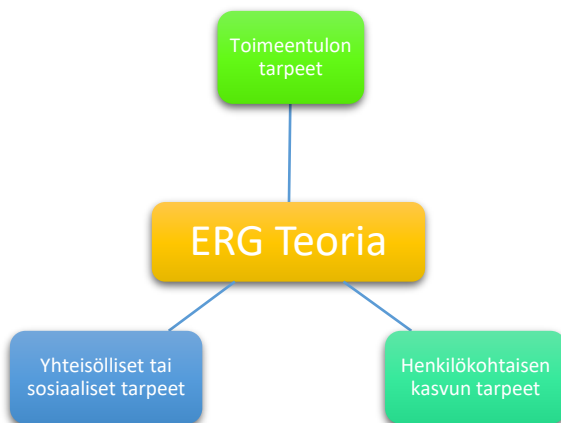 Toimeentulon
tarpeet
ERG Teoria
Yhteisölliset tai
sosiaaliset tarpeet
Henkilökohtaisen
kasvun tarpeet